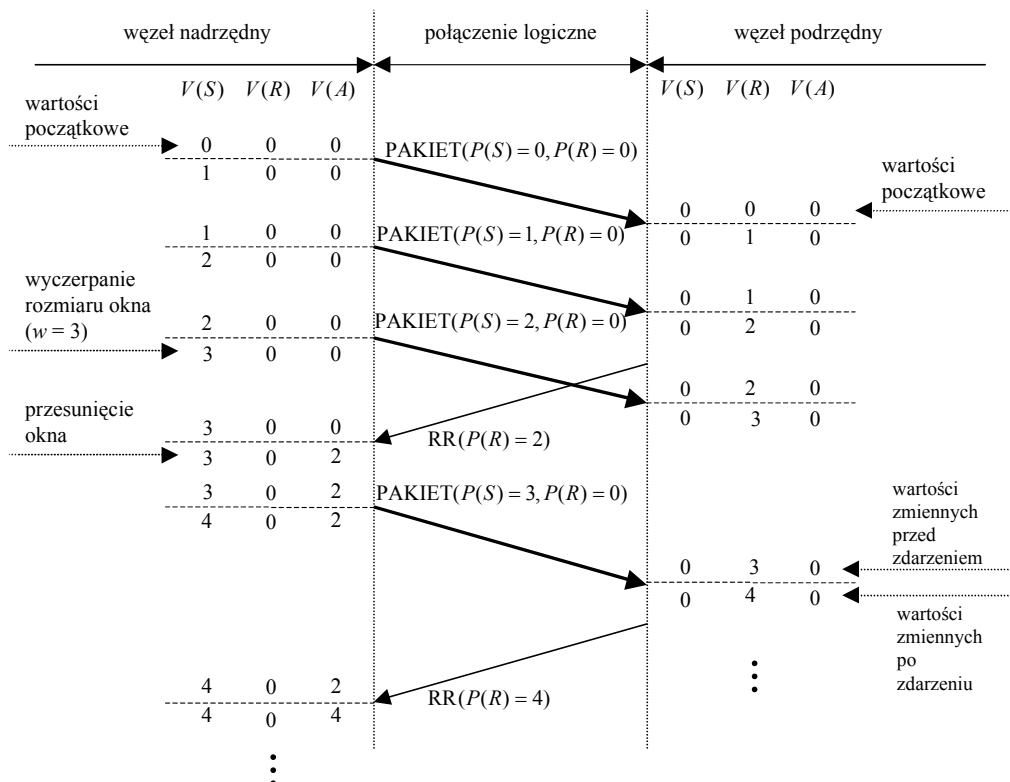 węzeł nadrzędny połączenie logiczne węzeł podrzędny
V(S) V(R) V(A) V(S) V(R) V(A)
wartości
początkowe
0 0 0 PAKIET(P(S) = 0, P(R) = 0)
1 0 0
wartości
początkowe
0 0 0
0 1 0
1 0 0 PAKIET(P(S) = 1, P(R) = 0)
2 0 0
wyczerpanie
rozmiaru okna
(w = 3)
0 1 0
0 2 0
2 0 0 PAKIET(P(S) = 2, P(R) = 0)
3 0 0
0 2 0
0 3 0
przesunięcie
okna
3 0 0 RR(P(R) = 2)
3 0 2
3 0 2 PAKIET(P(S) = 3, P(R) = 0)
4 0 2
wartości
zmiennych
przed
zdarzeniem
0 3 0
0 4 0
wartości
zmiennych
po
zdarzeniu
4 0 2 RR(P(R) = 4)
4 0 4